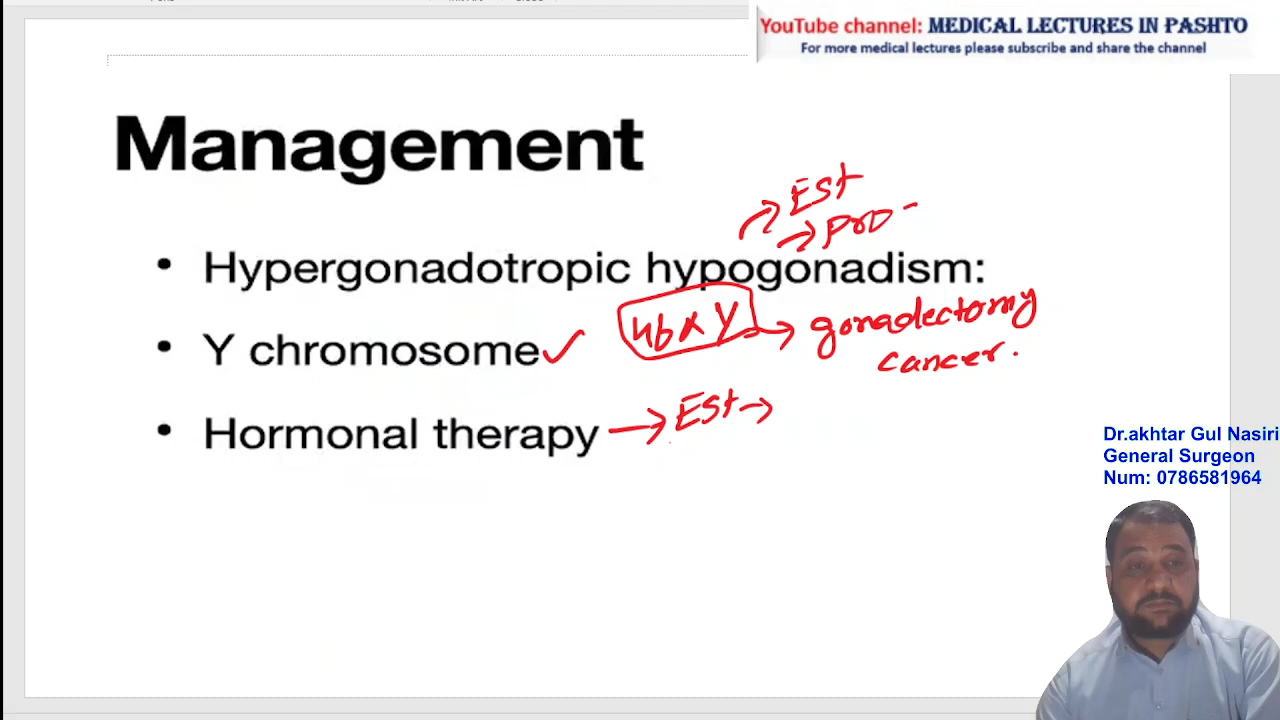 YouTube channel: MEDICAL LECTURES IN PASHTO
For more medical lectures please subscribe and share the channel
Management
Est
Pro -
• Hypergonadotropic hypogonadism:
46XY → gonadectomy
• Y chromosome ✓
cancer.
• Hormonal therapy → Est →
Dr.akhtar Gul Nasiri
General Surgeon
Num: 0786581964